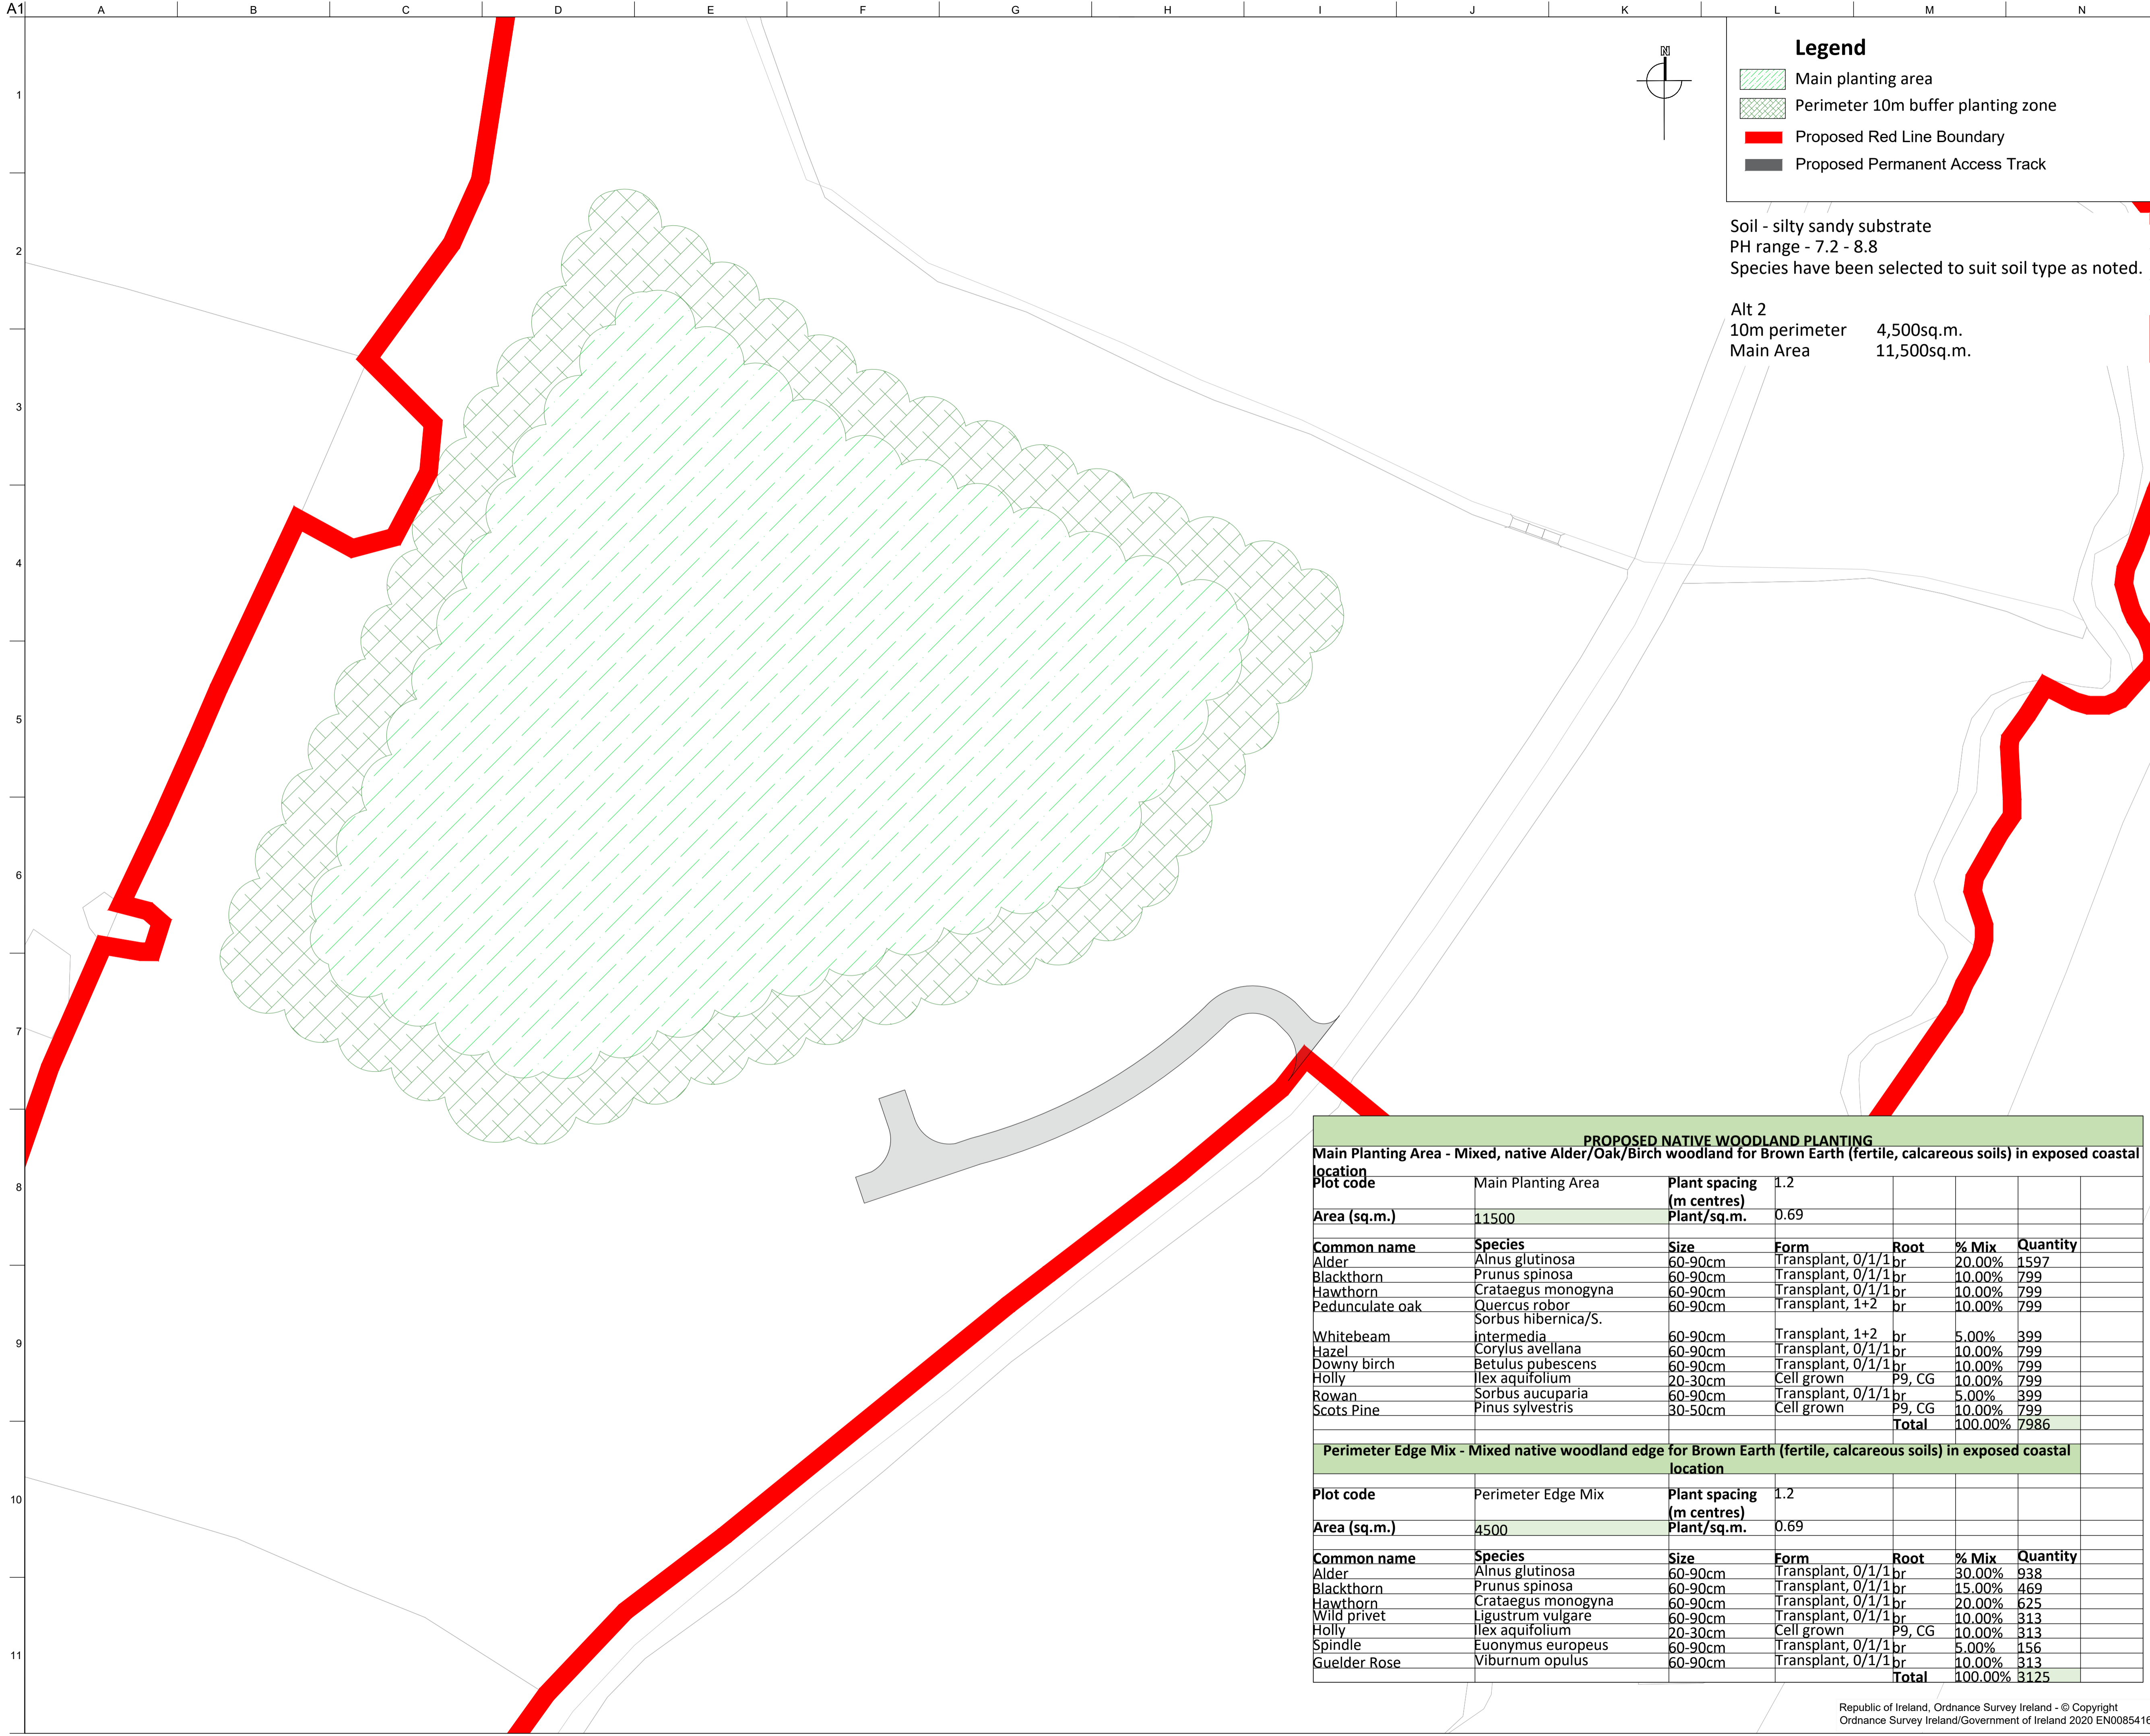 A1 A B C D E F G H I J K L M N
1
2
3
4
5
6
7
8
9
10
11
N
Legend
Main planting area
Perimeter 10m buffer planting zone
Proposed Red Line Boundary
Proposed Permanent Access Track
Soil - silty sandy substrate
PH range - 7.2 - 8.8
Species have been selected to suit soil type as noted.
Alt 2
10m perimeter 4,500sq.m.
Main Area 11,500sq.m.
PROPOSED NATIVE WOODLAND PLANTING
Main Planting Area - Mixed, native Alder/Oak/Birch woodland for Brown Earth (fertile, calcareous soils) in exposed coastal
location
Plot code Main Planting Area Plant spacing 1.2
(m centres)
Area (sq.m.) 11500 Plant/sq.m. 0.69
Common name Species Size Form Root % Mix Quantity
Alder Alnus glutinosa 60-90cm Transplant, 0/1/1 br 20.00% 1597
Blackthorn Prunus spinosa 60-90cm Transplant, 0/1/1 br 10.00% 799
Hawthorn Crataegus monogyna 60-90cm Transplant, 0/1/1 br 10.00% 799
Pedunculate oak Quercus robor 60-90cm Transplant, 1+2 br 10.00% 799
Sorbus hibernica/S.
Whitebeam intermedia 60-90cm Transplant, 1+2 br 5.00% 399
Hazel Corylus avellana 60-90cm Transplant, 0/1/1 br 10.00% 799
Downy birch Betulus pubescens 60-90cm Transplant, 0/1/1 br 10.00% 799
Holly Ilex aquifolium 20-30cm Cell grown P9, CG 10.00% 799
Rowan Sorbus aucuparia 60-90cm Transplant, 0/1/1 br 5.00% 399
Scots Pine Pinus sylvestris 30-50cm Cell grown P9, CG 10.00% 799
Total 100.00% 7986
Perimeter Edge Mix - Mixed native woodland edge for Brown Earth (fertile, calcareous soils) in exposed coastal
location
Plot code Perimeter Edge Mix Plant spacing 1.2
(m centres)
Area (sq.m.) 4500 Plant/sq.m. 0.69
Common name Species Size Form Root % Mix Quantity
Alder Alnus glutinosa 60-90cm Transplant, 0/1/1 br 30.00% 938
Blackthorn Prunus spinosa 60-90cm Transplant, 0/1/1 br 15.00% 469
Hawthorn Crataegus monogyna 60-90cm Transplant, 0/1/1 br 20.00% 625
Wild privet Ligustrum vulgare 60-90cm Transplant, 0/1/1 br 10.00% 313
Holly Ilex aquifolium 20-30cm Cell grown P9, CG 10.00% 313
Spindle Euonymus europeus 60-90cm Transplant, 0/1/1 br 5.00% 156
Guelder Rose Viburnum opulus 60-90cm Transplant, 0/1/1 br 10.00% 313
Total 100.00% 3125
Republic of Ireland, Ordnance Survey Ireland - © Copyright
Ordnance Survey Ireland/Government of Ireland 2020 EN0085416